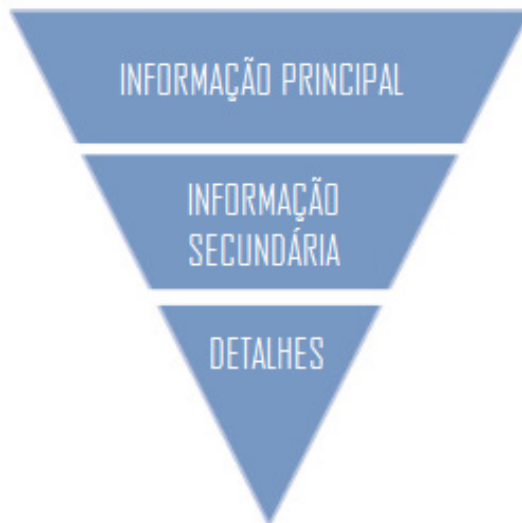 INFORMAÇÃO PRINCIPAL
INFORMAÇÃO
SECUNDÁRIA
DETALHES